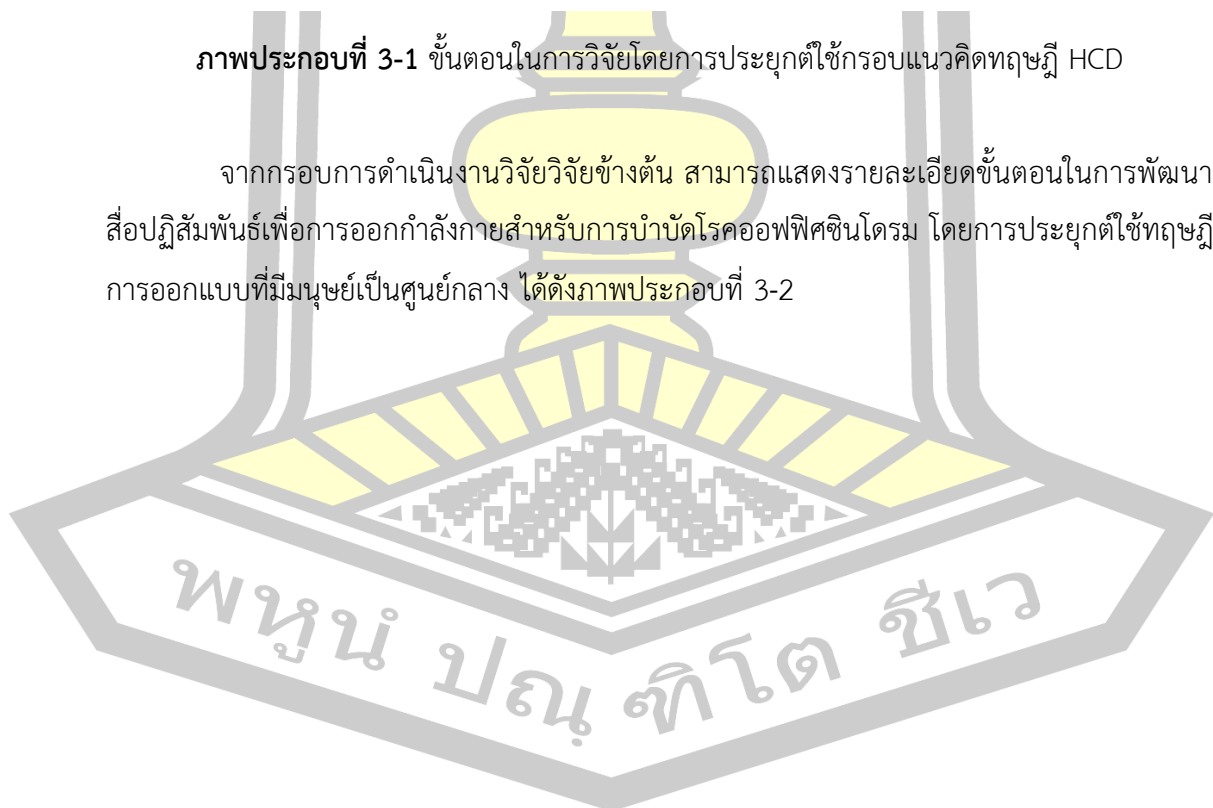 ภาพประกอบที่ 3-1 ขั้นตอนในการวิจัยโดยการประยุกต์ใช้กรอบแนวคิดทฤษฎี HCD
จากกรอบการดำเนินงานวิจัยวิจัยข้างต้น สามารถแสดงรายละเอียดขั้นตอนในการพัฒนา
สื่อปฏิสัมพันธ์เพื่อการออกกำลังกายสำหรับการบำบัดโรคออฟฟิศซินโดรม โดยการประยุกต์ใช้ทฤษฎี
การออกแบบที่มีมนุษย์เป็นศูนย์กลาง ได้ดังภาพประกอบที่ 3-2
พหูนํ ปณฺ ฑิโต ชีเว